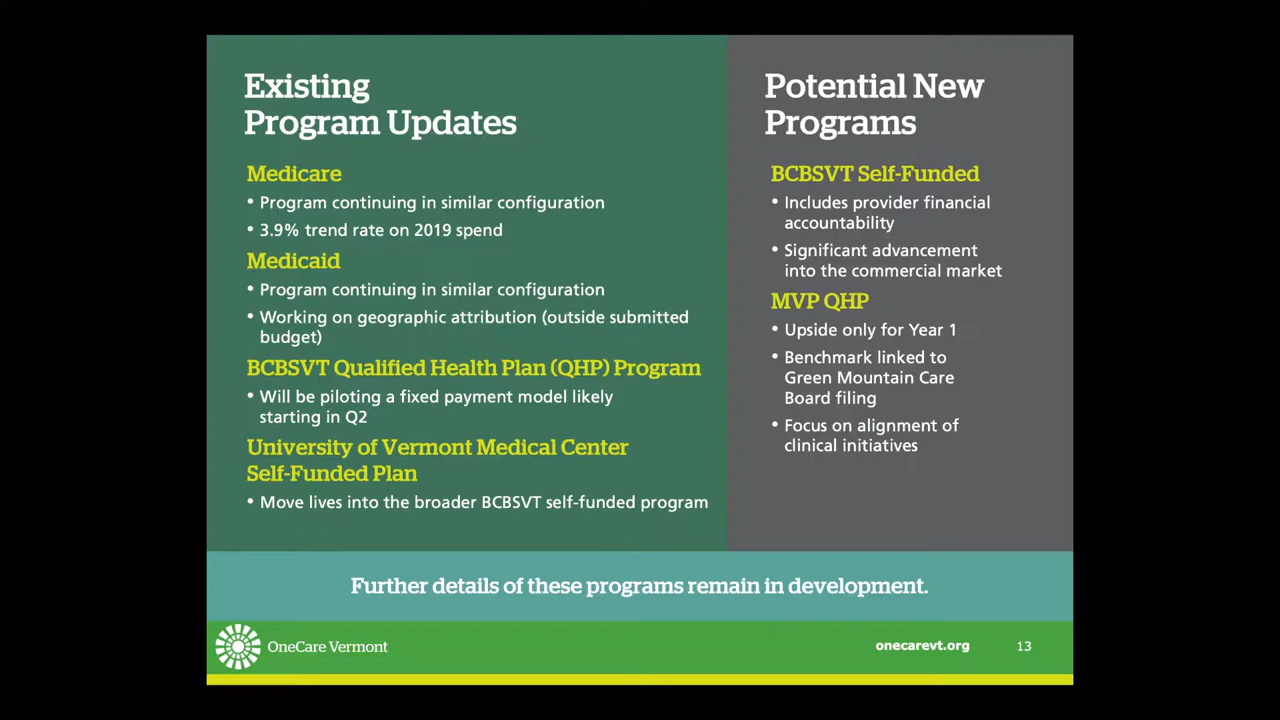 Existing
Program Updates
Medicare
• Program continuing in similar configuration
• 3.9% trend rate on 2019 spend
Medicaid
• Program continuing in similar configuration
• Working on geographic attribution (outside submitted
budget)
BCBSVT Qualified Health Plan (QHP) Program
• Will be piloting a fixed payment model likely
starting in Q2
University of Vermont Medical Center
Self-Funded Plan
• Move lives into the broader BCBSVT self-funded program
Potential New
Programs
BCBSVT Self-Funded
• Includes provider financial
accountability
• Significant advancement
into the commercial market
MVP QHP
• Upside only for Year 1
• Benchmark linked to
Green Mountain Care
Board filing
• Focus on alignment of
clinical initiatives
Further details of these programs remain in development.
OneCare Vermont
onecarevt.org 13